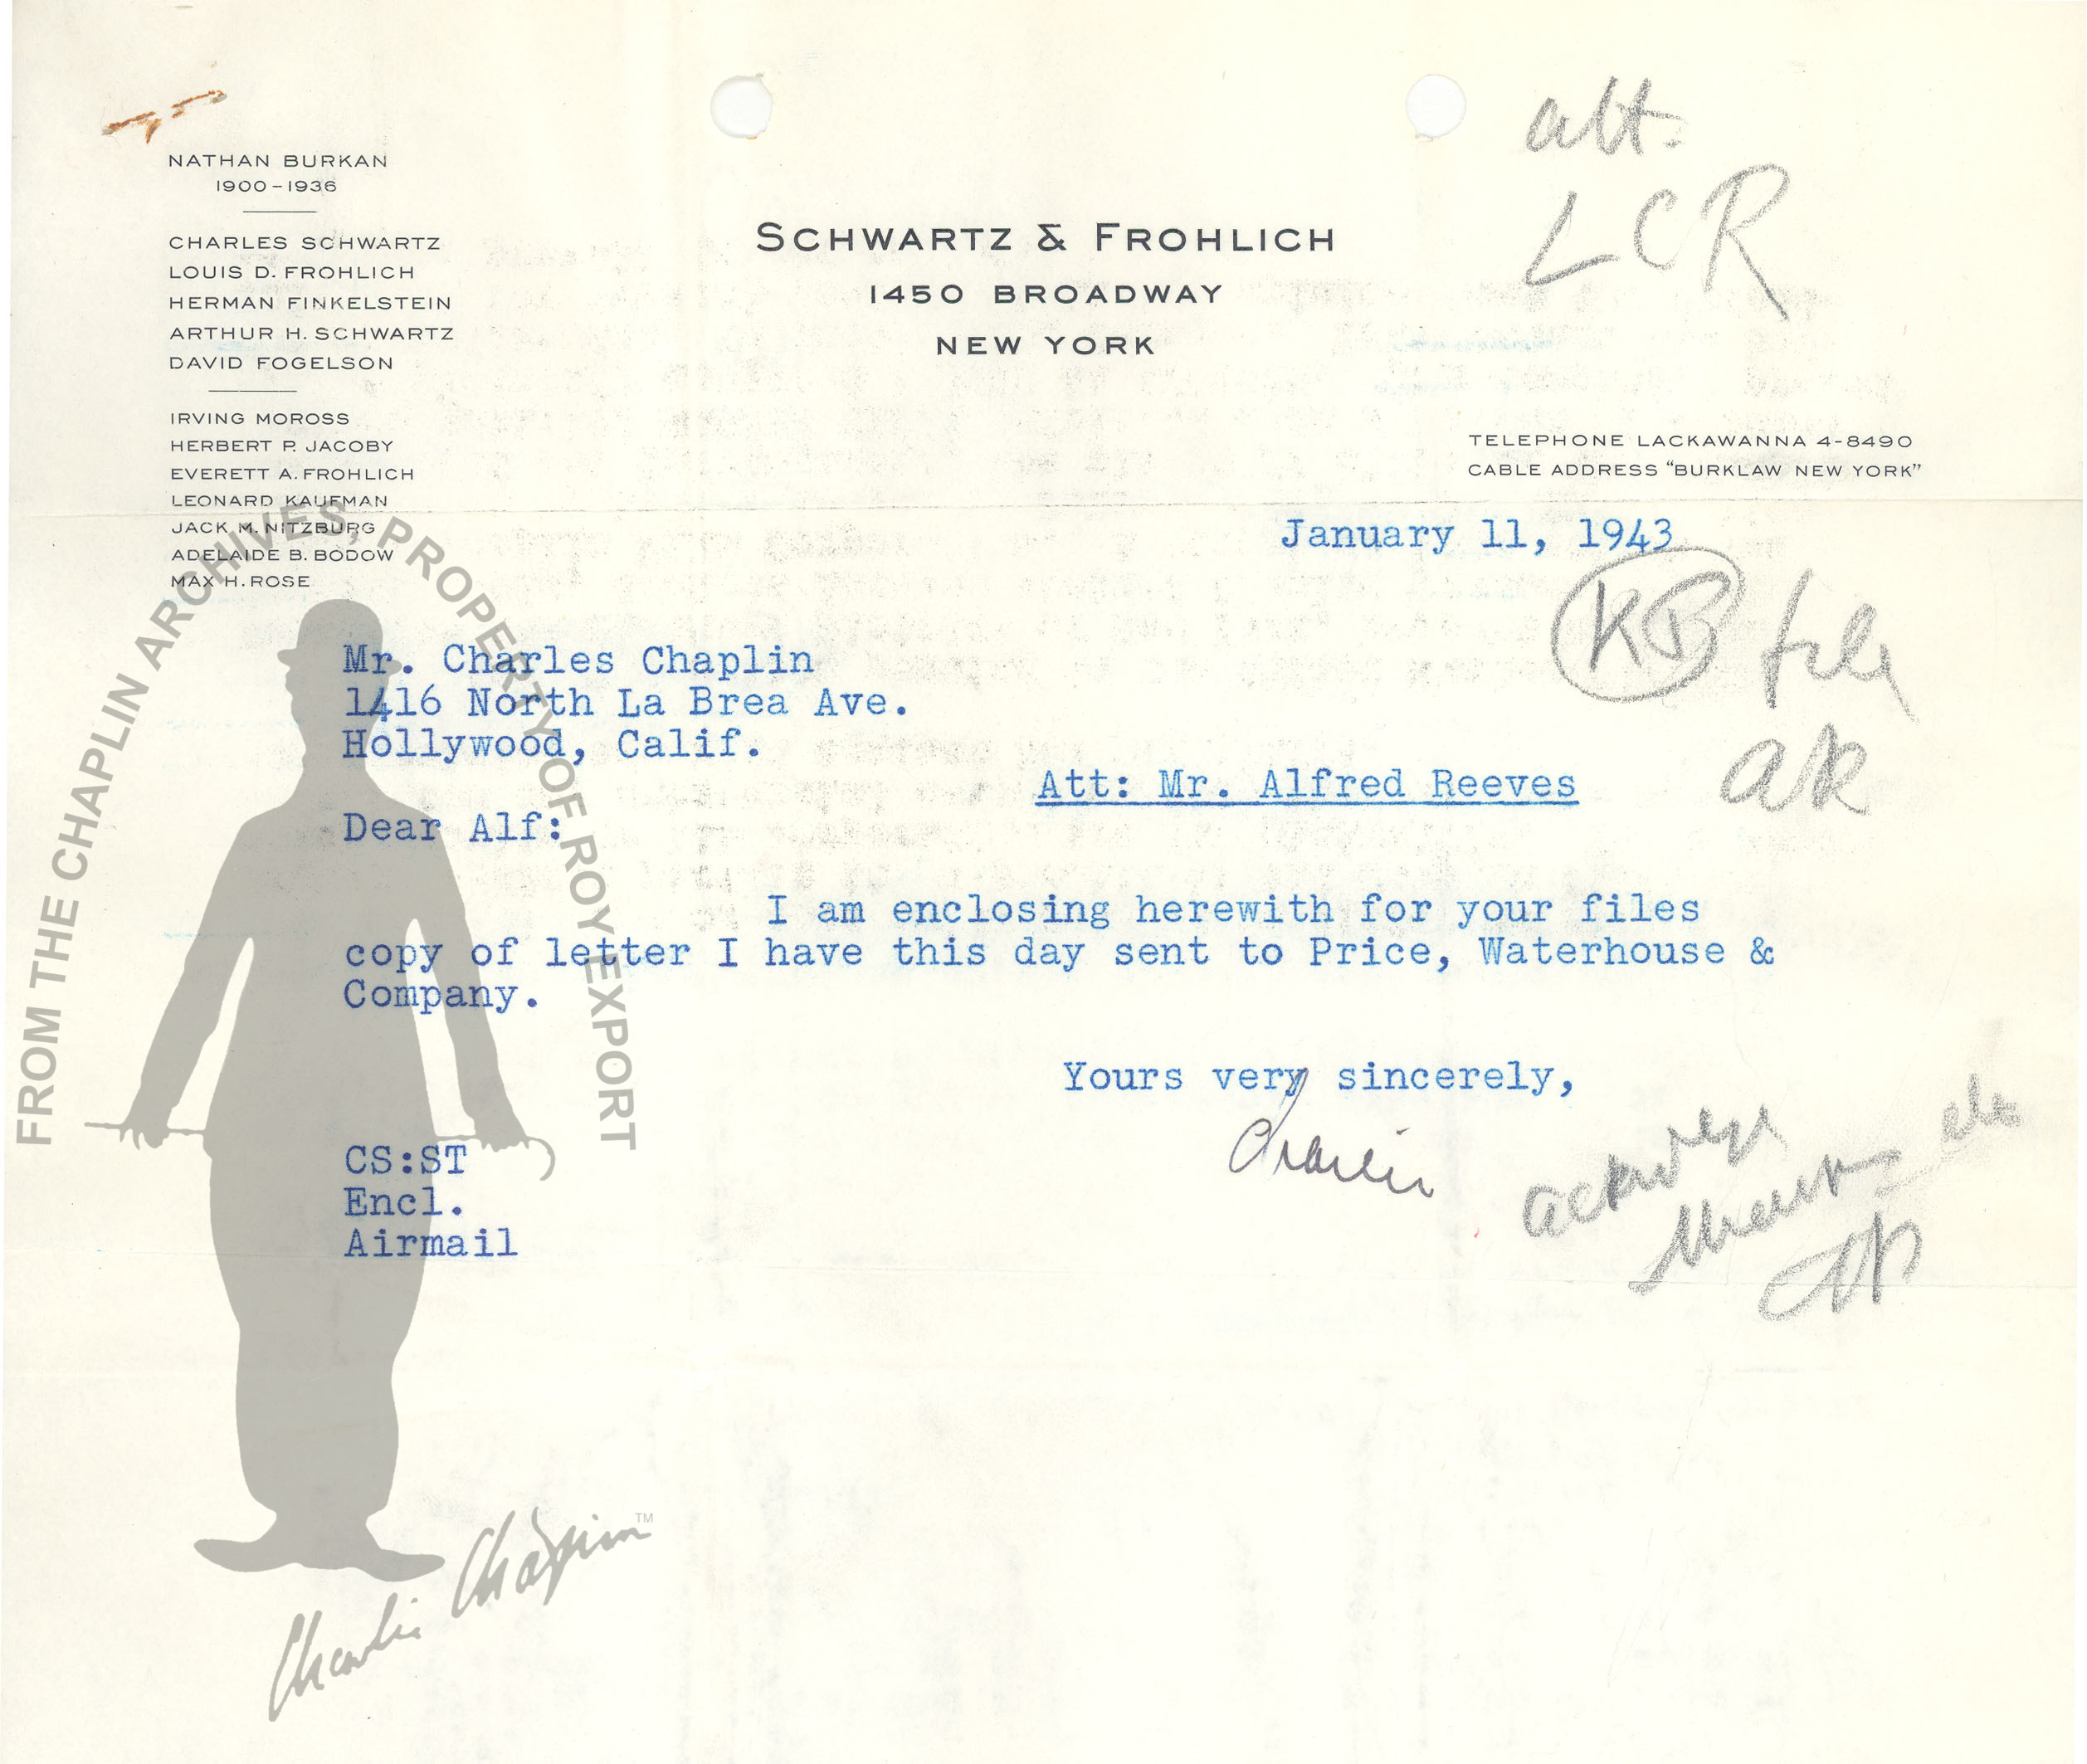 NATHAN BURKAN
1900-1936
CHARLES SCHWARTZ
LOUIS D. FROHLICH
HERMAN FINKELSTEIN
ARTHUR H. SCHWARTZ
DAVID FOGELSON
IRVING MOROSS
HERBERT P. JACOBY
EVERETT A. FROHLICH
LEONARD KAUFMAN
JACK M. NITZBURG
ADELAIDE B. BODOW
MAX H. ROSE
SCHWARTZ & FROHLICH
1450 BROADWAY
NEW YORK
att.
LCR
TELEPHONE LACKAWANNA 4-8490
CABLE ADDRESS "BURKLAW NEW YORK"
January 11, 1943
KB file
Mr. Charles Chaplin
1416 North La Brea Ave.
Hollywood, Calif.
Att: Mr. Alfred Reeves
Dear Alf:
I am enclosing herewith for your files
copy of letter I have this day sent to Price, Waterhouse &
Company.
Yours very sincerely,
Charlie
CS:ST
Encl.
Airmail
FROM THE CHAPLIN ARCHIVES, PROPERTY OF ROY EXPORT
Charlie Chaplin™